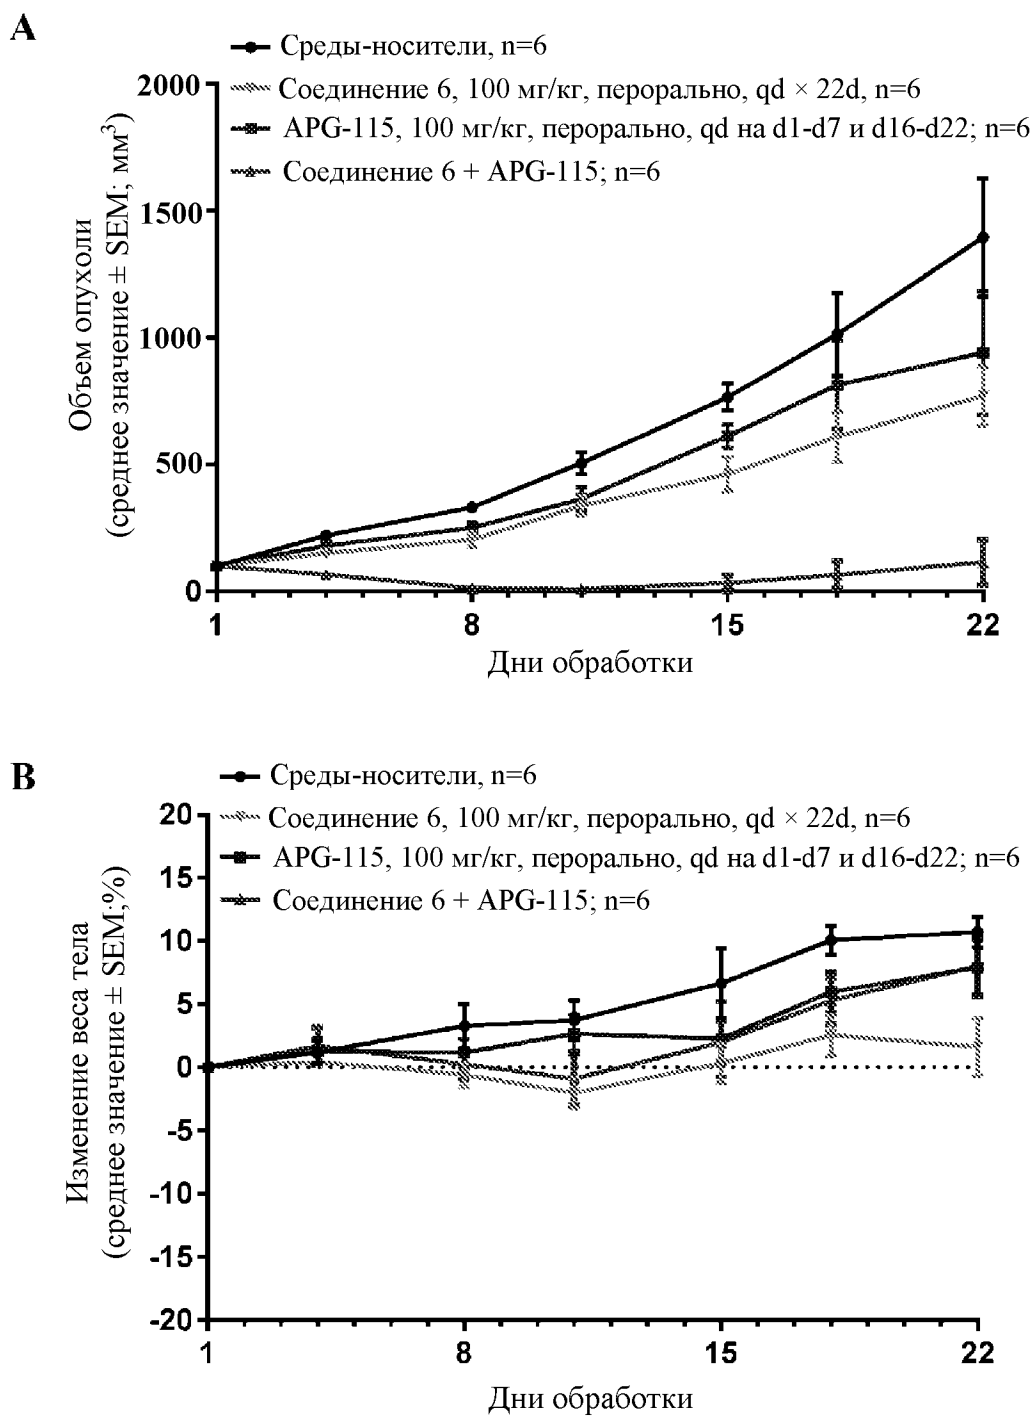 A
Среды-носители, n=6
Соединение 6, 100 мг/кг, перорально, qd × 22d, n=6
APG-115, 100 мг/кг, перорально, qd на d1-d7 и d16-d22; n=6
Соединение 6 + APG-115; n=6
Объем опухоли
(среднее значение ± SEM; мм³)
2000
1500
1000
500
0
1 8 15 22
Дни обработки
B
Среды-носители, n=6
Соединение 6, 100 мг/кг, перорально, qd × 22d, n=6
APG-115, 100 мг/кг, перорально, qd на d1-d7 и d16-d22; n=6
Соединение 6 + APG-115; n=6
Изменение веса тела
(среднее значение ± SEM;%)
20
15
10
5
0
-5
-10
-15
-20
1 8 15 22
Дни обработки